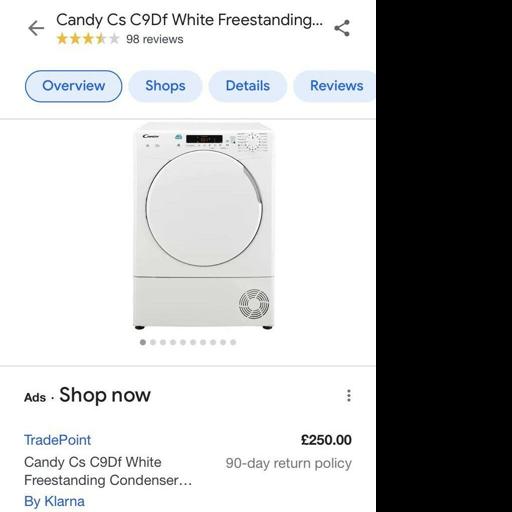 Candy Cs C9Df White Freestanding...
98 reviews
Overview
Shops
Details
Reviews
CANDY
Ads · Shop now
TradePoint
£250.00
Candy Cs C9Df White
90-day return policy
Freestanding Condenser...
By Klarna